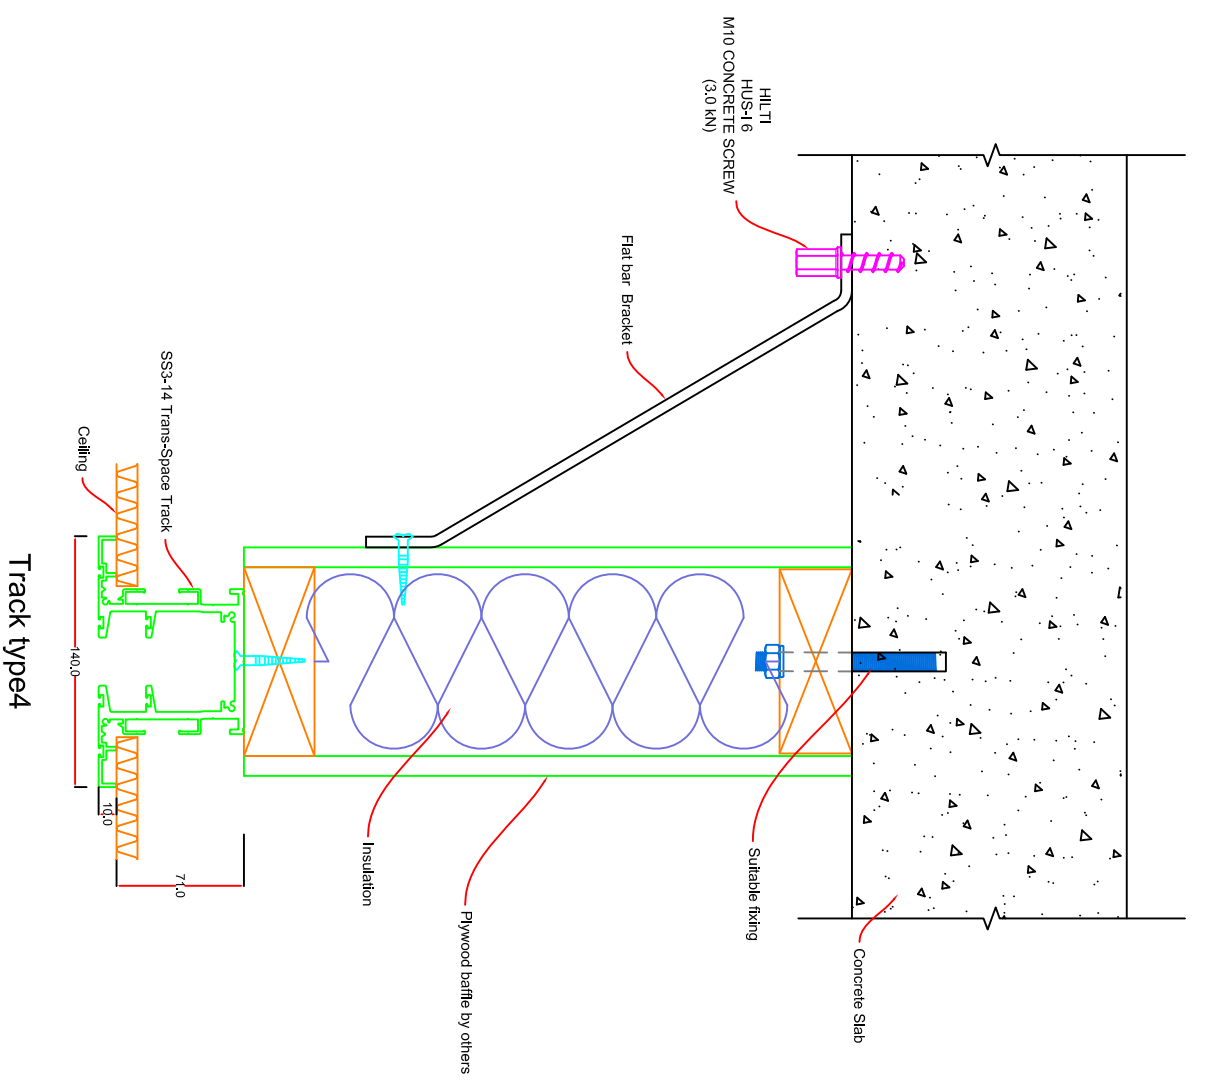 HILTI
HUS-I 6
M10 CONCRETE SCREW
(3.0 kN)
Flat bar Bracket
SS3-14 Trans-Space Track
Ceiling
Concrete Slab
Suitable fixing
Plywood baffle by others
Insulation
71.0
10.0
140.0
Track type4